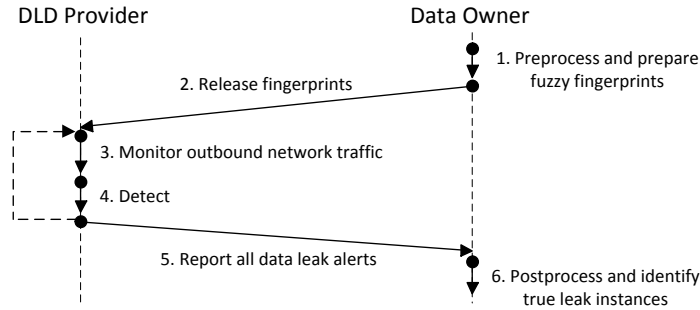 DLD Provider
Data Owner
1. Preprocess and prepare
fuzzy fingerprints
2. Release fingerprints
3. Monitor outbound network traffic
4. Detect
5. Report all data leak alerts
6. Postprocess and identify
true leak instances